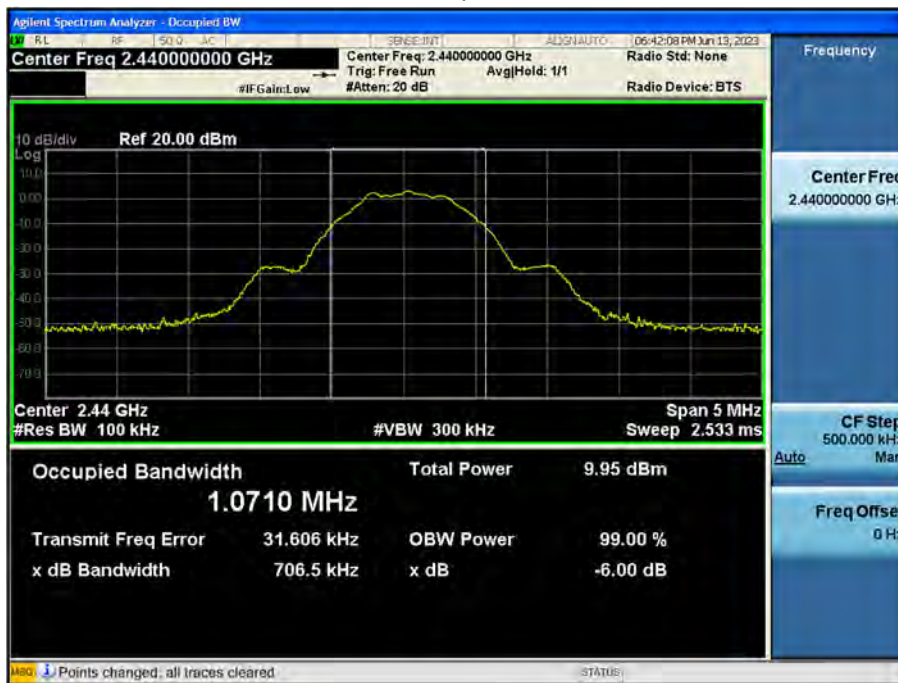 Agilent Spectrum Analyzer - Occupied BW
RL RF 50 Ω AC SENSE:INT ALIGNAUTO 06:42:08 PM Jun 13, 2023
Center Freq 2.440000000 GHz
Center Freq: 2.440000000 GHz
Radio Std: None
Trig: Free Run Avg|Hold: 1/1
#IFGain:Low #Atten: 20 dB Radio Device: BTS
10 dB/div Ref 20.00 dBm
Log
10.0
0.00
-10.0
-20.0
-30.0
-40.0
-50.0
-60.0
-70.0
Center 2.44 GHz Span 5 MHz
#Res BW 100 kHz #VBW 300 kHz Sweep 2.533 ms
Occupied Bandwidth Total Power 9.95 dBm
1.0710 MHz
Transmit Freq Error 31.606 kHz OBW Power 99.00 %
x dB Bandwidth 706.5 kHz x dB -6.00 dB
MSG Points changed; all traces cleared STATUS
Frequency
Center Freq
2.440000000 GHz
CF Step
500.000 kHz
Auto Man
Freq Offset
0 Hz